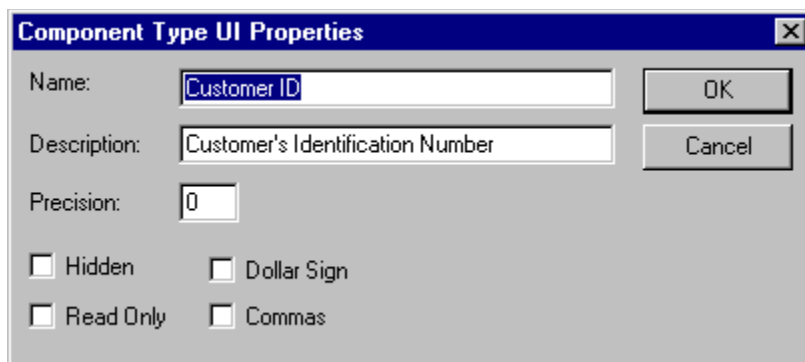 Component Type UI Properties
Name: Customer ID OK
Description: Customer's Identification Number Cancel
Precision: 0
Hidden Dollar Sign
Read Only Commas